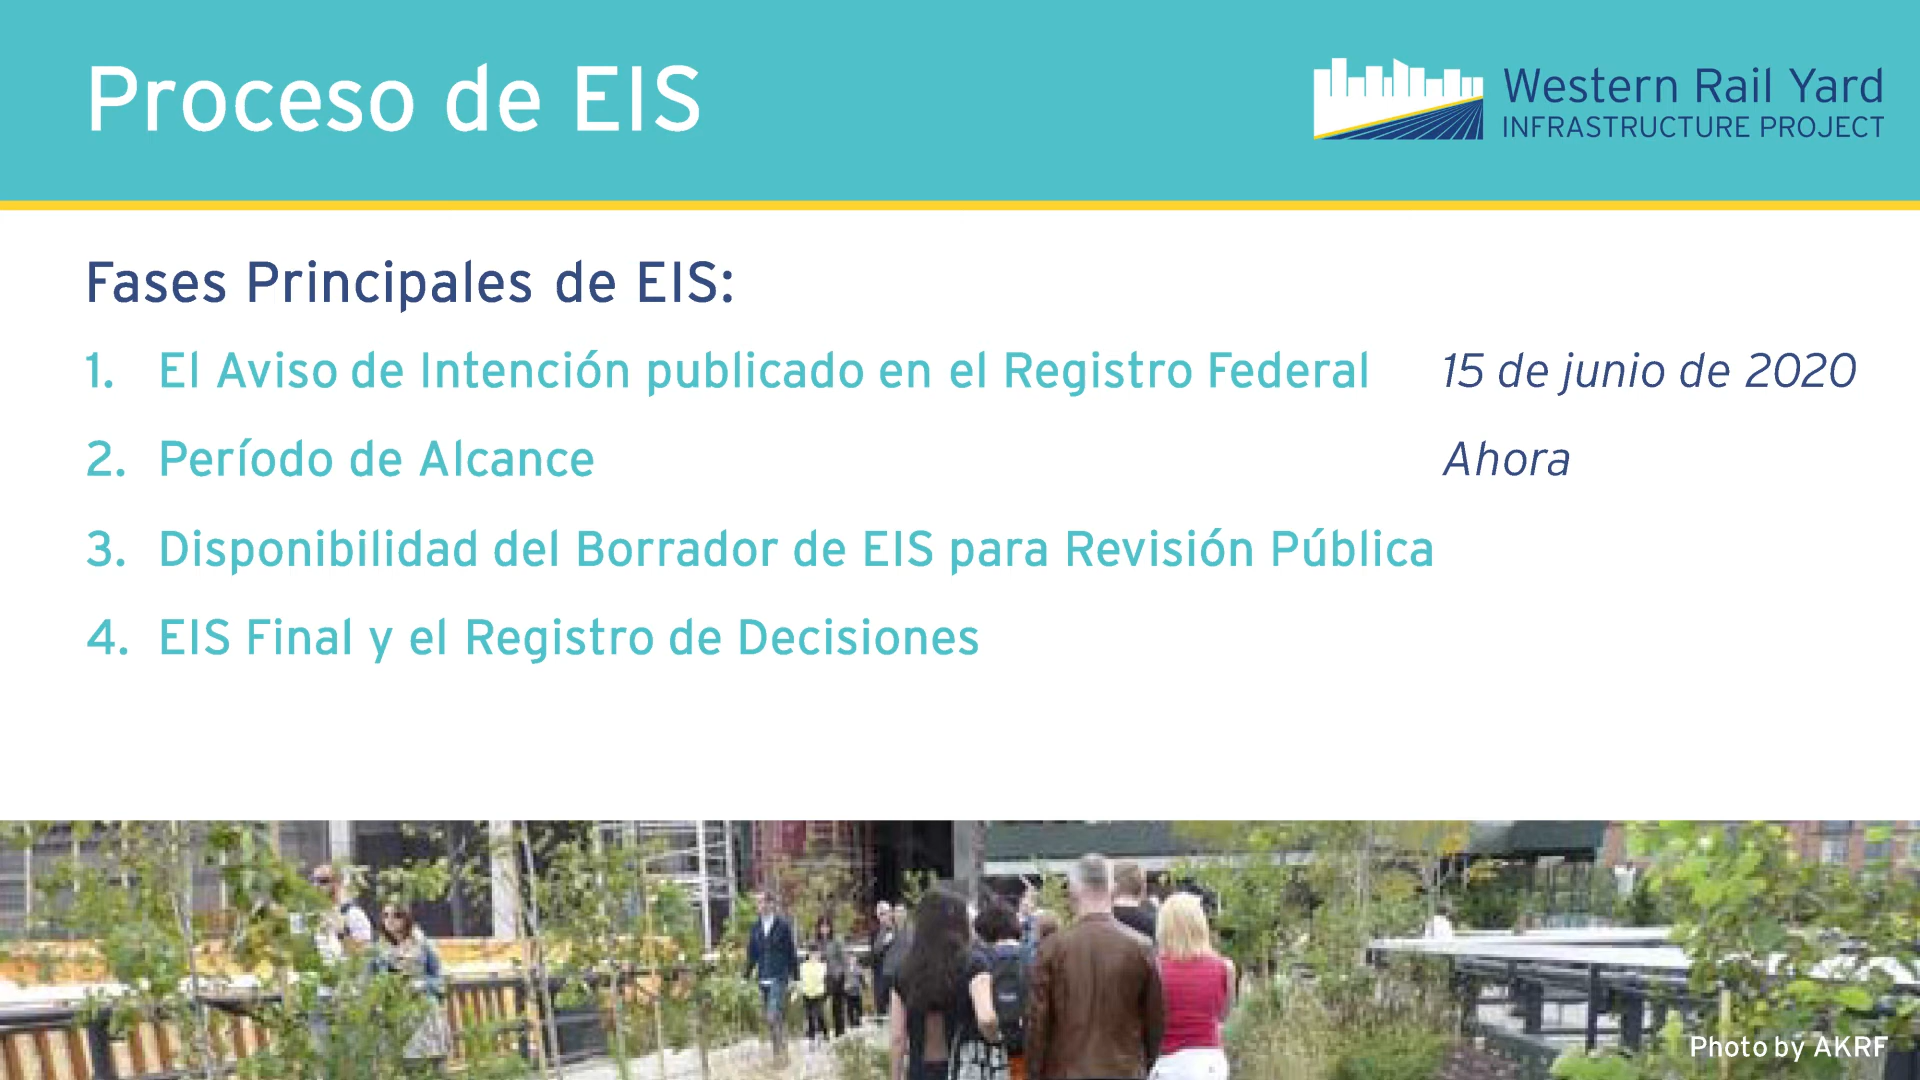 Proceso de EIS
Western Rail Yard
INFRASTRUCTURE PROJECT
Fases Principales de EIS:
1. El Aviso de Intención publicado en el Registro Federal 15 de junio de 2020
2. Período de Alcance Ahora
3. Disponibilidad del Borrador de EIS para Revisión Pública
4. EIS Final y el Registro de Decisiones
Photo by AKRF